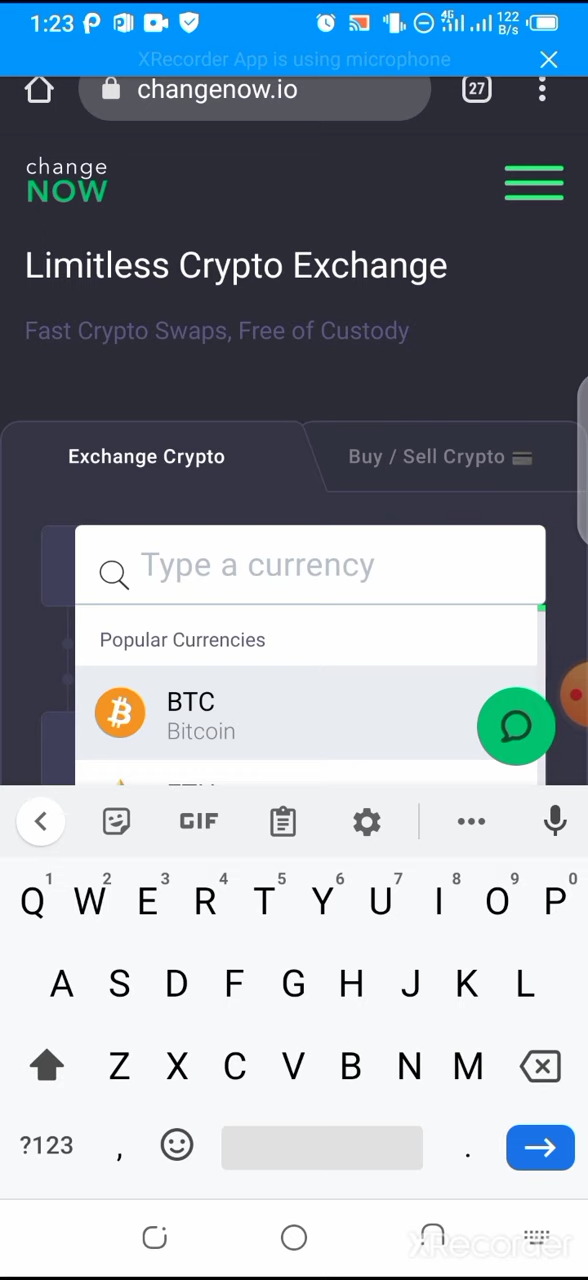 1:23
4G
122
B/s
XRecorder App is using microphone
changenow.io
27
change
NOW
Limitless Crypto Exchange
Fast Crypto Swaps, Free of Custody
Exchange Crypto
Buy / Sell Crypto
Type a currency
Popular Currencies
BTC
Bitcoin
GIF
1 2 3 4 5 6 7 8 9 0
Q W E R T Y U I O P
A S D F G H J K L
Z X C V B N M
?123 , .
XRecorder